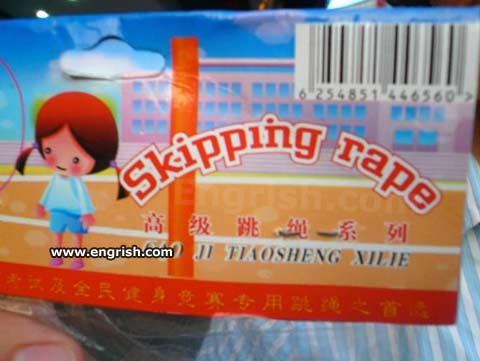 6 254851 446560 >
Skipping rape
高级跳绳系列
GAO JI TIAOSHENG XILIE
www.engrish.com
考试及全民健身竞赛专用跳绳之首选